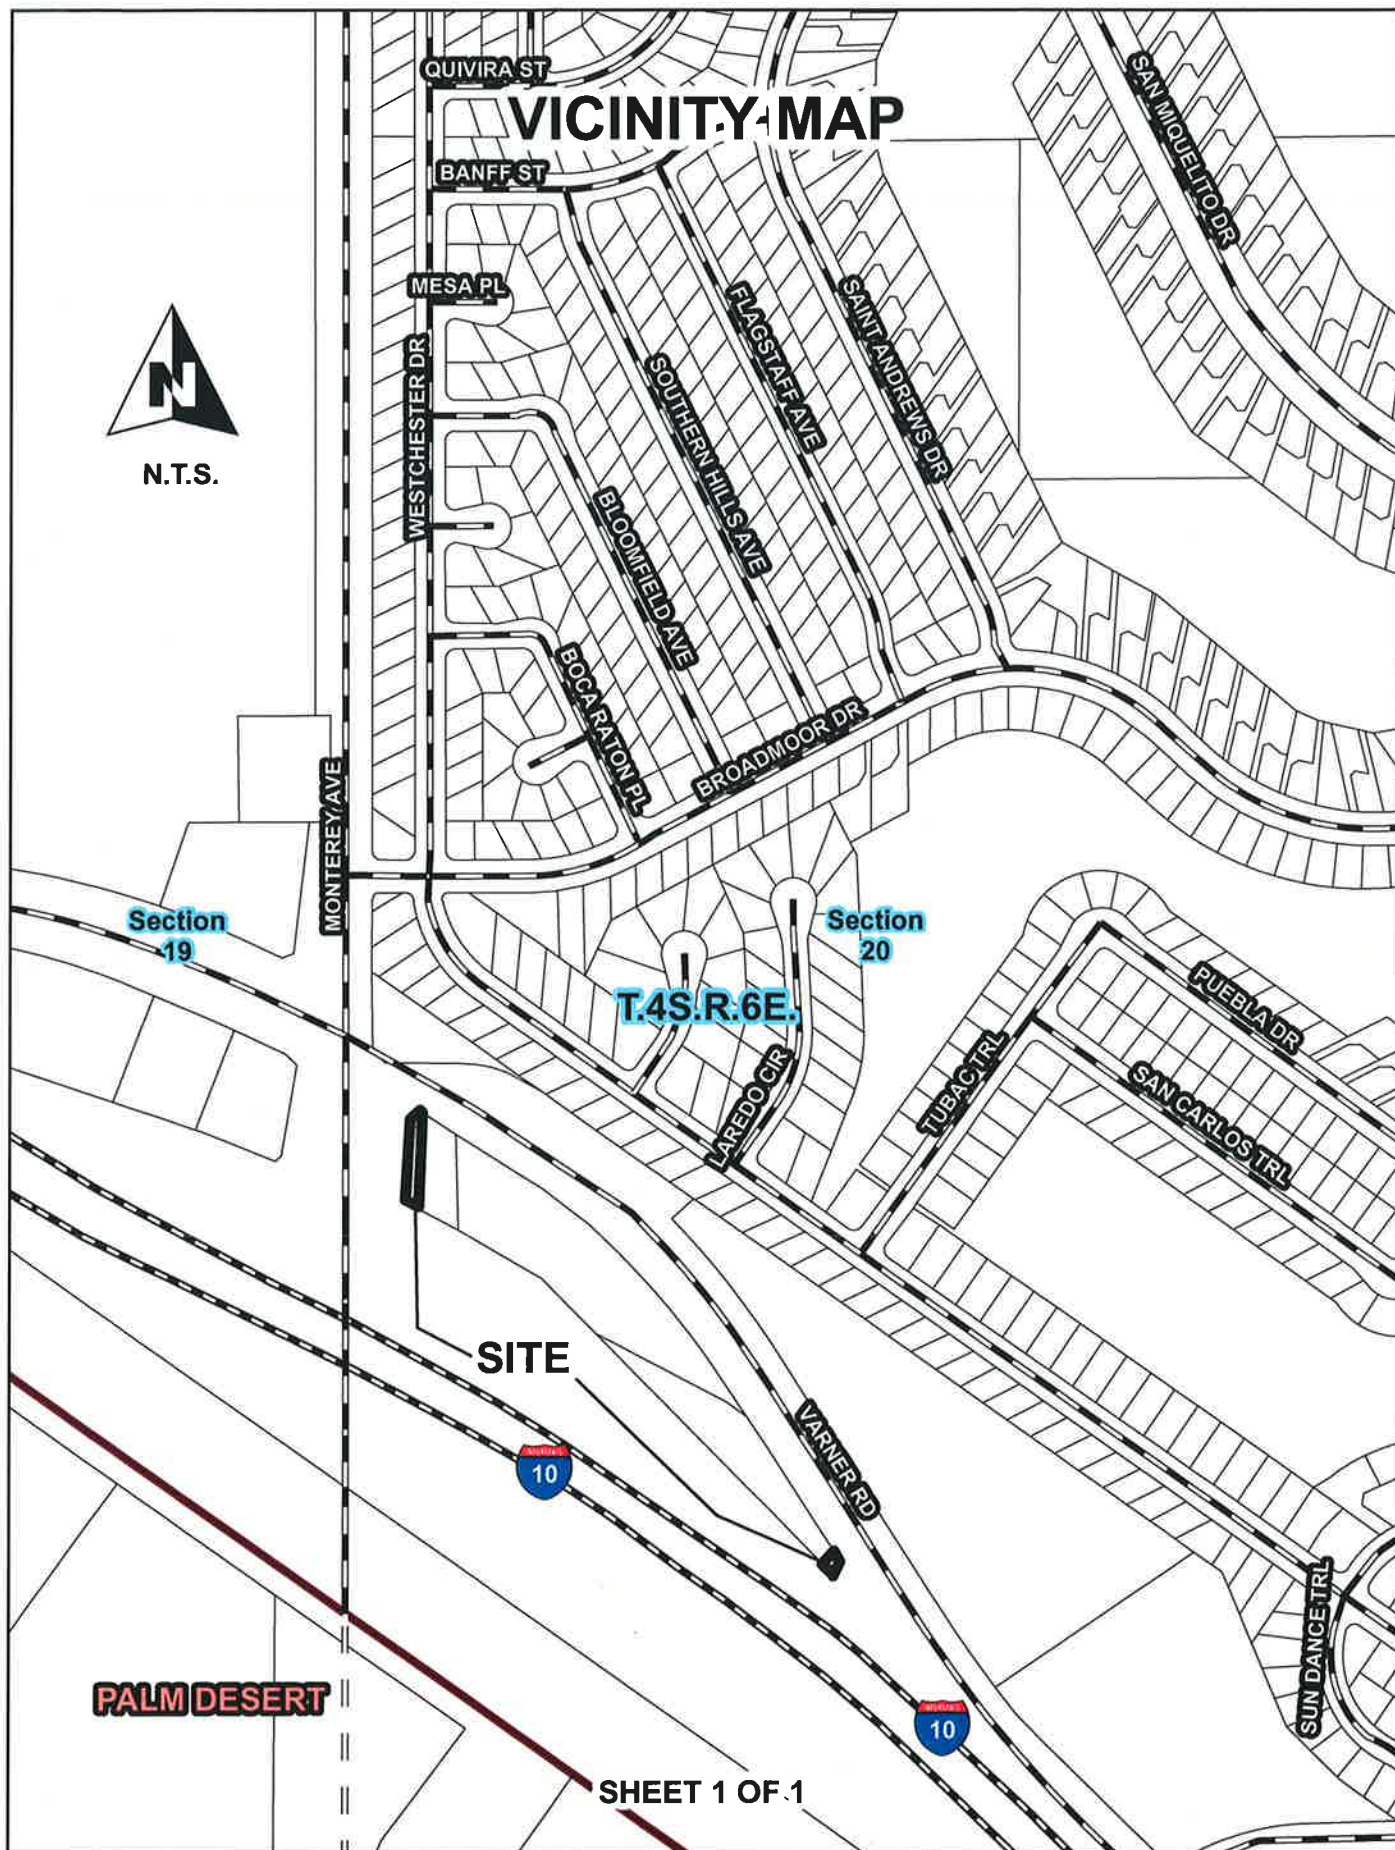 QUIVIRA ST
VICINITY MAP
SAN MIQUELITO DR
BANFF ST
MESA PL
FLAGSTAFF AVE
SAINT ANDREWS DR
N
N.T.S.
WESTCHESTER DR
SOUTHERN HILLS AVE
BLOOMFIELD AVE
BOCA RATON PL
BROADMOOR DR
MONTEREY AVE
Section
19
Section
20
T.4S.R.6E.
PUEBLA DR
TUBAC TRL
SAN CARLOS TRL
LAREDO CIR
SITE
VARNER RD
10
SUN DANCE TRL
PALM DESERT
10
SHEET 1 OF 1